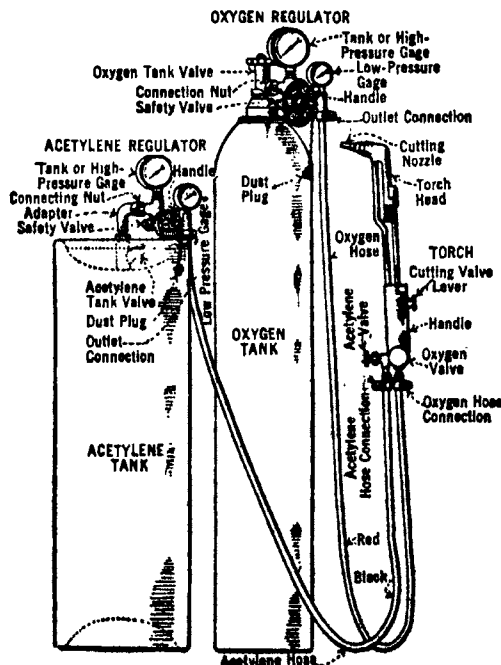 OXYGEN REGULATOR
Tank or High-
Pressure Gage
Low-Pressure
Gage
Handle
Outlet Connection
Oxygen Tank Valve
Connection Nut
Safety Valve
ACETYLENE REGULATOR
Tank or High-
Pressure Gage
Handle
Connecting Nut
Adapter
Safety Valve
Low Pressure Gage
Acetylene
Tank Valve
Dust Plug
Outlet
Connection
ACETYLENE
TANK
Dust
Plug
OXYGEN
TANK
Oxygen
Hose
Cutting
Nozzle
Torch
Head
TORCH
Cutting Valve
Lever
Handle
Oxygen
Valve
Oxygen Hose
Connection
Acetylene
Valve
Acetylene
Hose Connection
Red
Black
Acetylene Hose